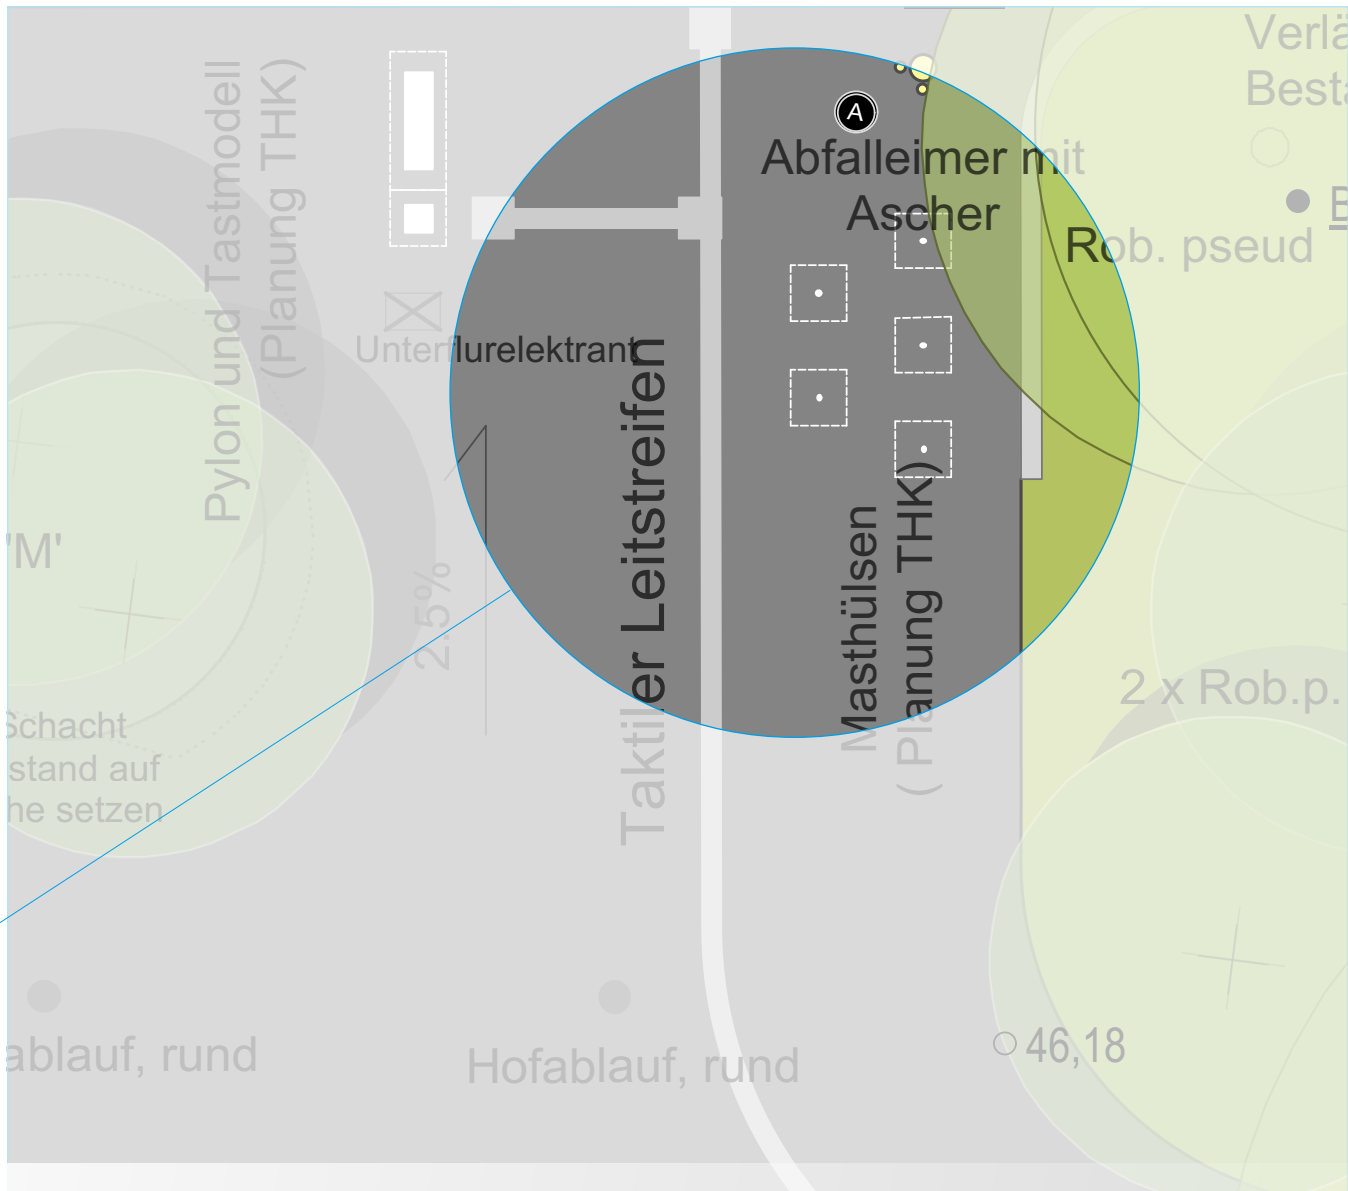 Verlä
Besta
A
Abfalleimer mit
Ascher
B
Rob. pseud
Pylon und Tastmodell
(Planung THK)
Unterflurelektrant
Taktiler Leitstreifen
Masthülsen
( Planung THK)
2.5%
'M'
2 x Rob.p.
Schacht
stand auf
he setzen
ablauf, rund
Hofablauf, rund
46,18